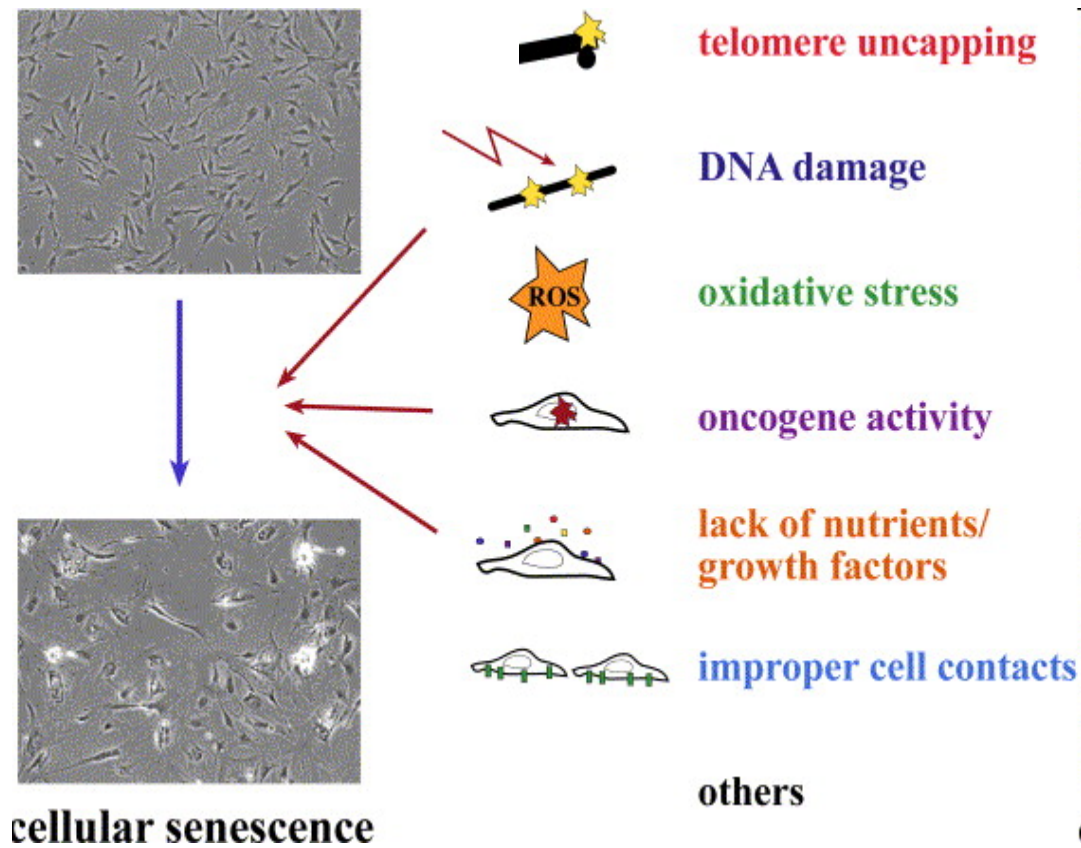 telomere uncapping
DNA damage
ROS
oxidative stress
oncogene activity
lack of nutrients/
growth factors
improper cell contacts
others
cellular senescence